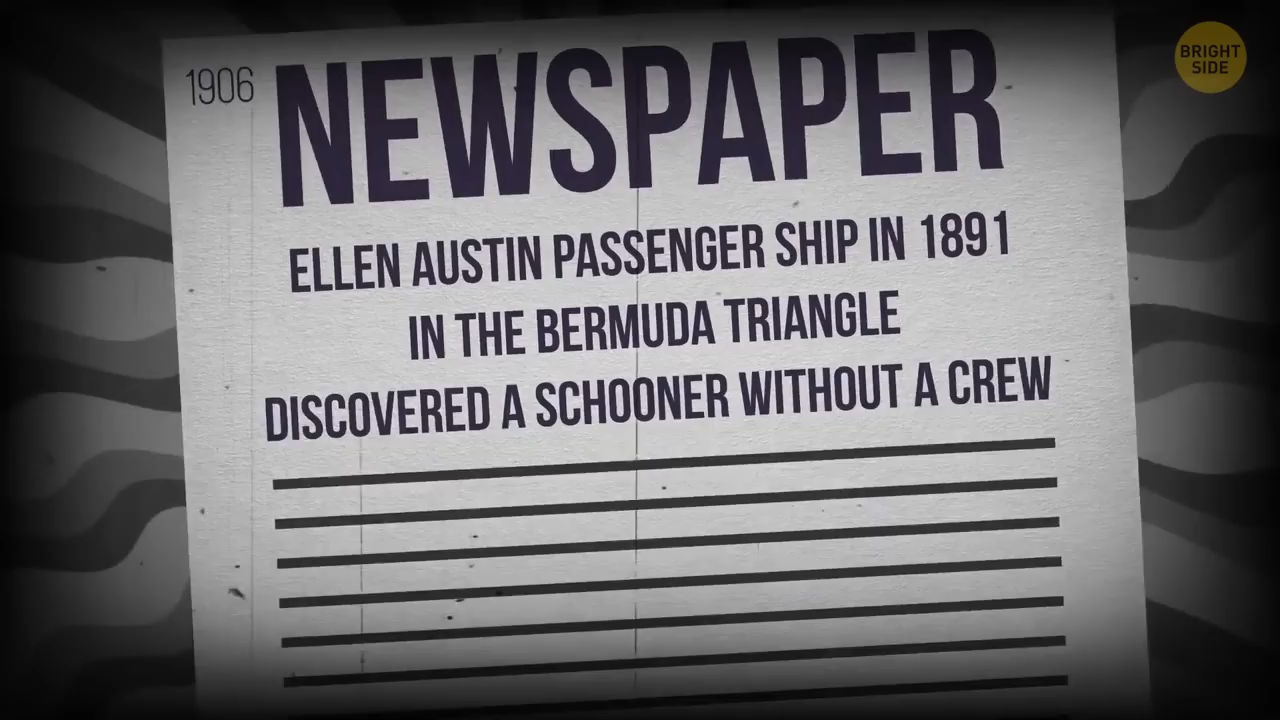 1906
NEWSPAPER
ELLEN AUSTIN PASSENGER SHIP IN 1891
IN THE BERMUDA TRIANGLE
DISCOVERED A SCHOONER WITHOUT A CREW
BRIGHT
SIDE